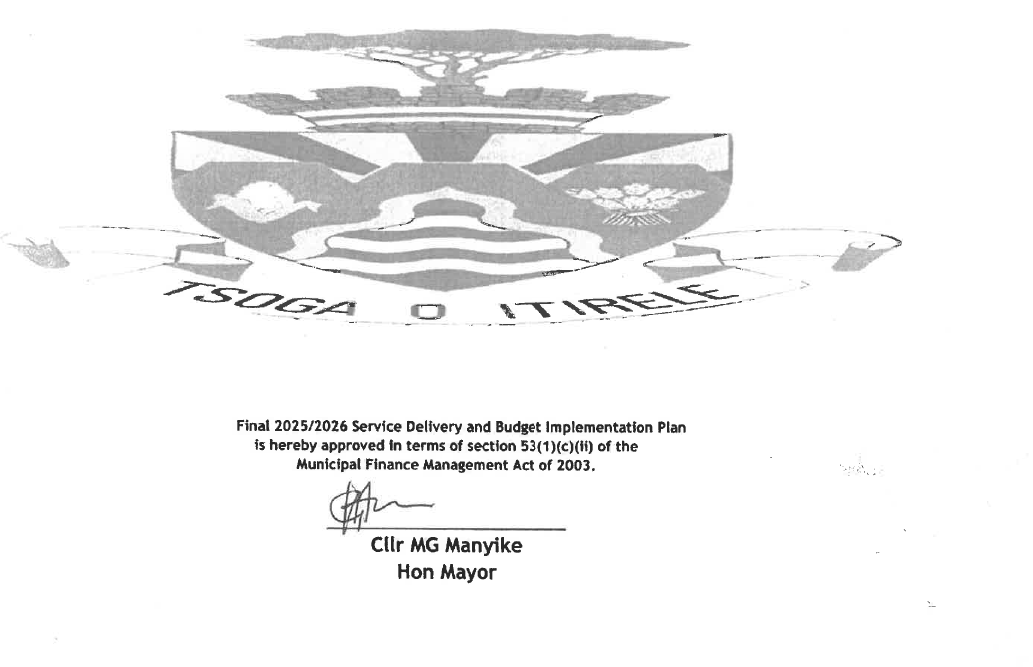 TSOGA O ITIRELE
Final 2025/2026 Service Delivery and Budget Implementation Plan
is hereby approved in terms of section 53(1)(c)(ii) of the
Municipal Finance Management Act of 2003.
Cllr MG Manyike
Hon Mayor